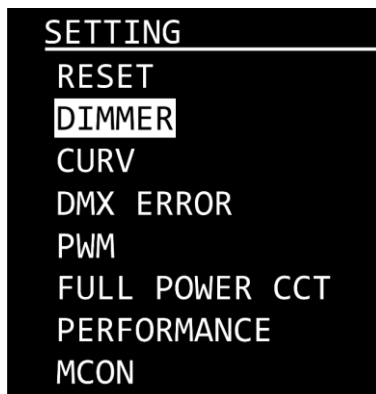 SETTING
RESET
DIMMER
CURV
DMX ERROR
PWM
FULL POWER CCT
PERFORMANCE
MCON